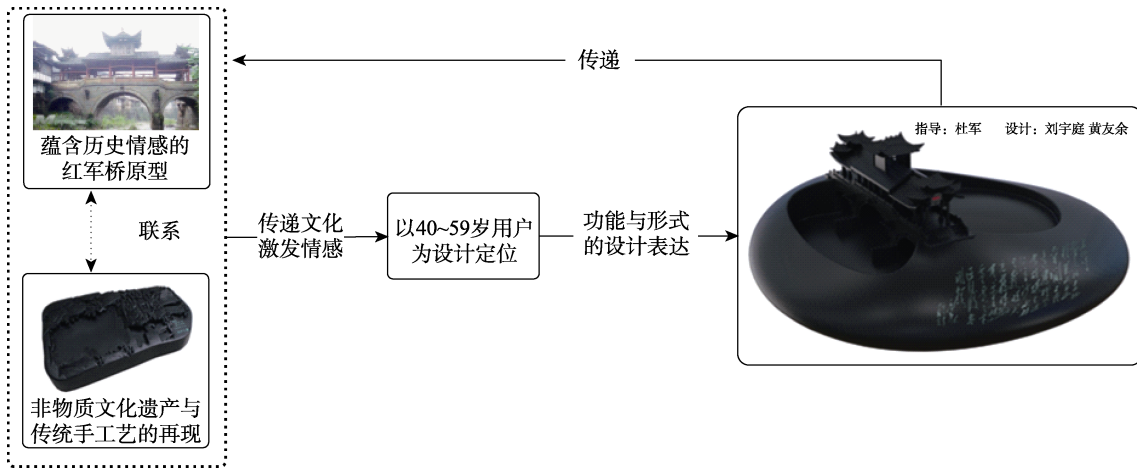 蕴含历史情感的
红军桥原型
联系
非物质文化遗产与
传统手工艺的再现
传递文化
激发情感
以40~59岁用户
为设计定位
功能与形式
的设计表达
传递
指导：杜军 设计：刘宇庭 黄友余